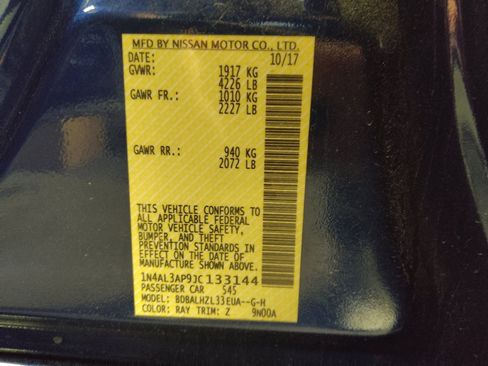 MFD BY NISSAN MOTOR CO., LTD.
DATE: 10/17
GVWR: 1917 KG
4226 LB
GAWR FR.: 1010 KG
2227 LB
GAWR RR.: 940 KG
2072 LB
THIS VEHICLE CONFORMS TO
ALL APPLICABLE FEDERAL
MOTOR VEHICLE SAFETY,
BUMPER, AND THEFT
PREVENTION STANDARDS IN
EFFECT ON THE DATE OF
MANUFACTURE SHOWN ABOVE.
1N4AL3AP9JC133144
PASSENGER CAR 545
MODEL: BDBALHZL33EUA--G-H
COLOR: RAY TRIM: Z 9N00A